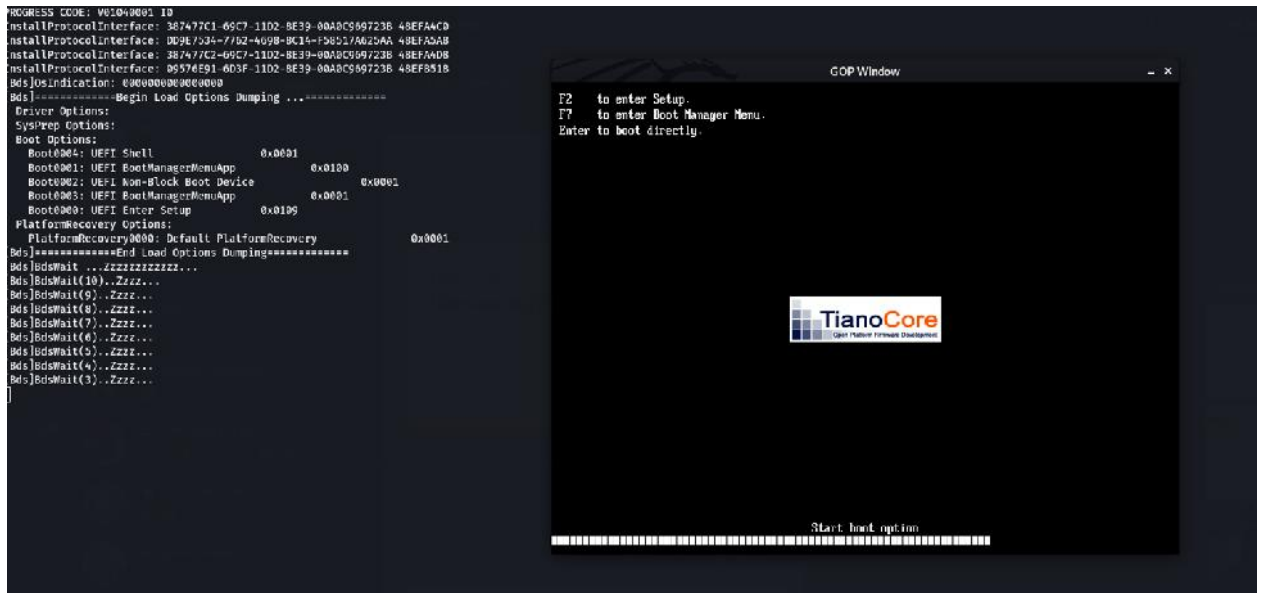 PROGRESS CODE: V01040001 I0
InstallProtocolInterface: 387477C1-69C7-11D2-8E39-00A0C969723B 48EFA4C0
InstallProtocolInterface: DD9E7534-7762-4698-8C14-F58517A625AA 48EFA5A8
InstallProtocolInterface: 387477C2-69C7-11D2-8E39-00A0C969723B 48EFA4D8
InstallProtocolInterface: 09576E91-6D3F-11D2-8E39-00A0C969723B 48EFB518
[Bds]OsIndication: 0000000000000000
[Bds]=============Begin Load Options Dumping ...=============
Driver Options:
SysPrep Options:
Boot Options:
Boot0004: UEFI Shell 0x0001
Boot0001: UEFI BootManagerMenuApp 0x0100
Boot0002: UEFI Non-Block Boot Device 0x0001
Boot0003: UEFI BootManagerMenuApp 0x0001
Boot0000: UEFI Enter Setup 0x0109
PlatformRecovery Options:
PlatformRecovery0000: Default PlatformRecovery 0x0001
[Bds]=============End Load Options Dumping=============
[Bds]BdsWait ...Zzzzzzzzzzzz...
[Bds]BdsWait(10)..Zzzz...
[Bds]BdsWait(9)..Zzzz...
[Bds]BdsWait(8)..Zzzz...
[Bds]BdsWait(7)..Zzzz...
[Bds]BdsWait(6)..Zzzz...
[Bds]BdsWait(5)..Zzzz...
[Bds]BdsWait(4)..Zzzz...
[Bds]BdsWait(3)..Zzzz...
GOP Window
F2 to enter Setup.
F7 to enter Boot Manager Menu.
Enter to boot directly.
TianoCore
Open Platform Firmware Development
Start boot option